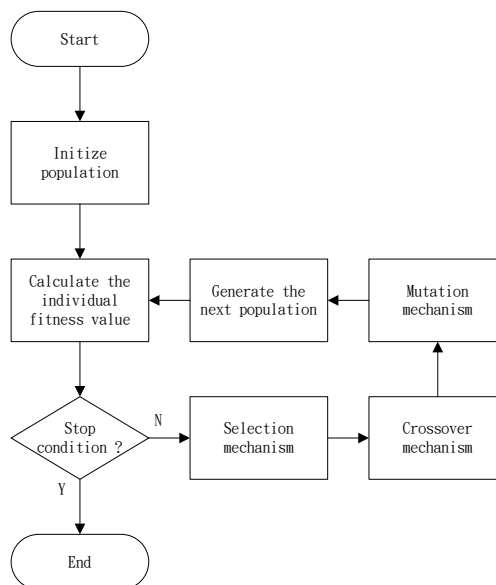 Start
Initize
population
Calculate the
individual
fitness value
Generate the
next population
Mutation
mechanism
Stop
condition ?
N
Selection
mechanism
Crossover
mechanism
Y
End